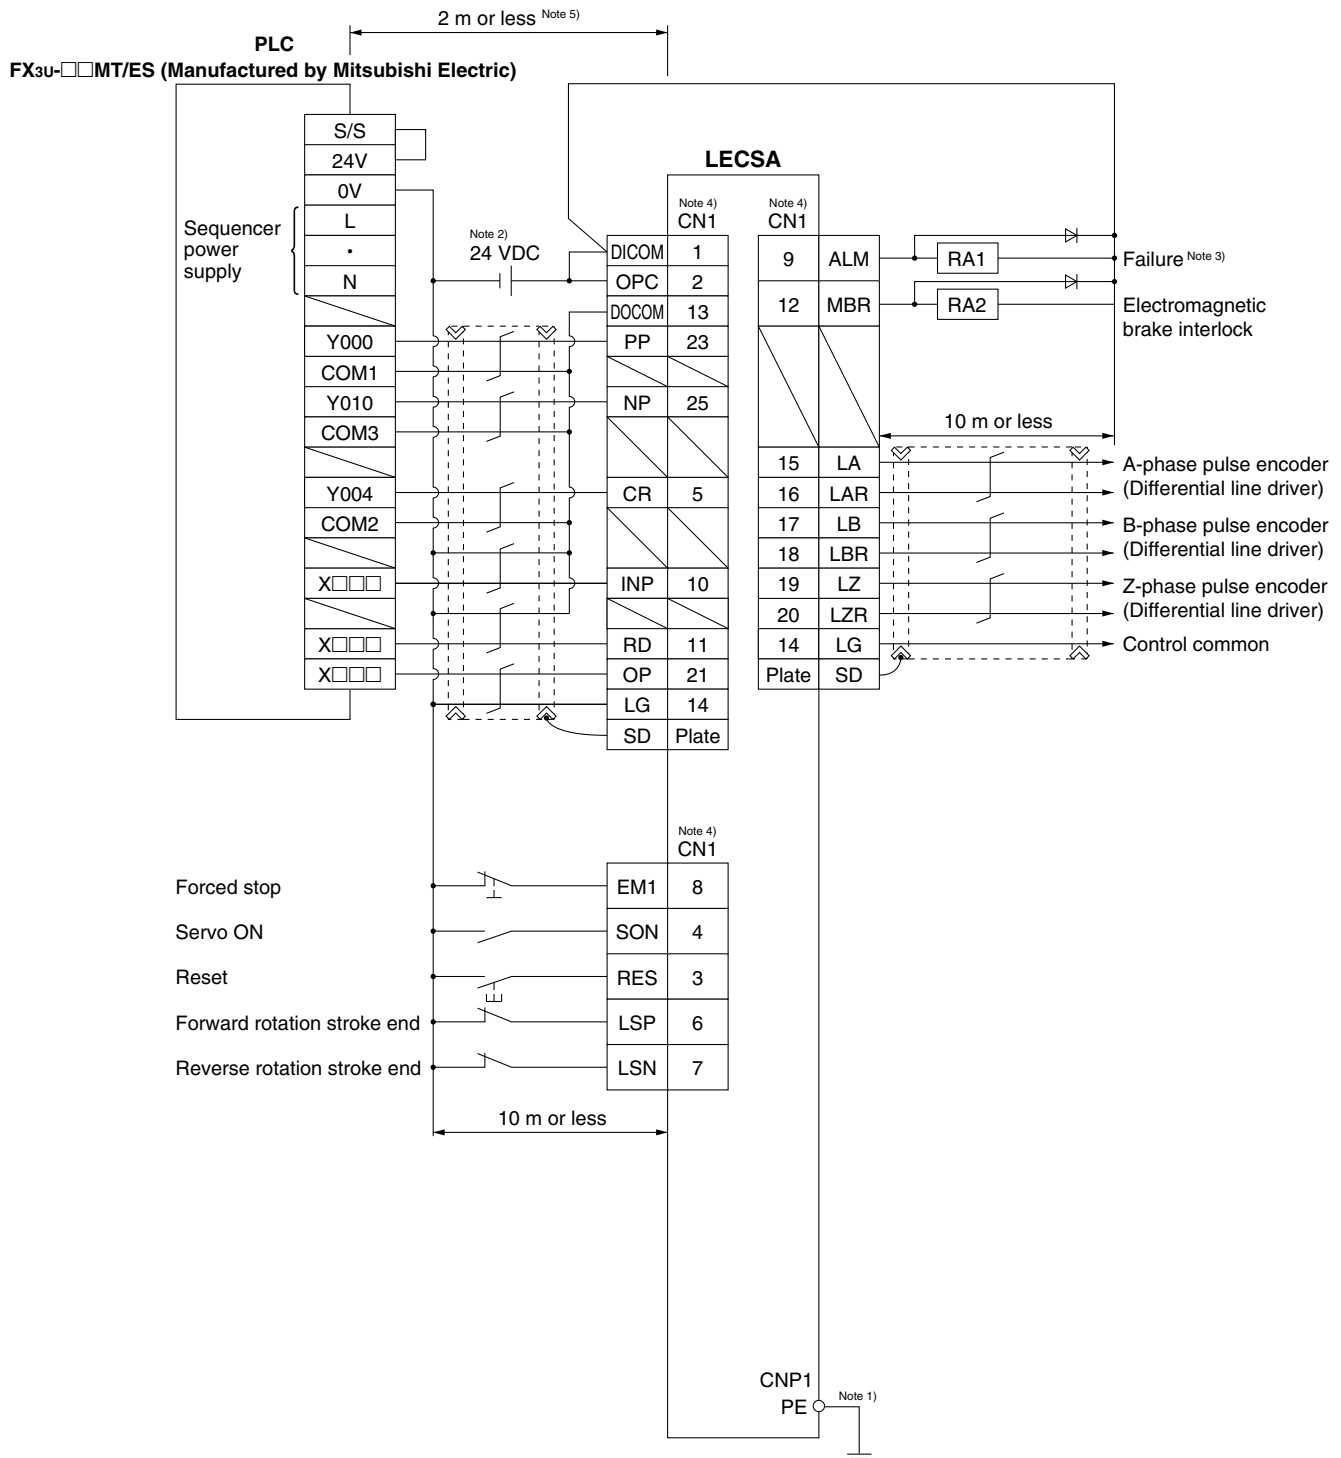 2 m or less Note 5)
PLC
FX3U-□□MT/ES (Manufactured by Mitsubishi Electric)
S/S
24V
0V
L
•
N
Sequencer
power
supply
Y000
COM1
Y010
COM3
Y004
COM2
X□□□
X□□□
X□□□
Note 2)
24 VDC
LECSA
Note 4)
CN1
DICOM 1
OPC 2
DOCOM 13
PP 23
NP 25
CR 5
INP 10
RD 11
OP 21
LG 14
SD Plate
Note 4)
CN1
9 ALM RA1 Failure Note 3)
12 MBR RA2 Electromagnetic
brake interlock
10 m or less
15 LA A-phase pulse encoder
16 LAR (Differential line driver)
17 LB B-phase pulse encoder
18 LBR (Differential line driver)
19 LZ Z-phase pulse encoder
20 LZR (Differential line driver)
14 LG Control common
Plate SD
Note 4)
CN1
Forced stop EM1 8
Servo ON SON 4
Reset RES 3
Forward rotation stroke end LSP 6
Reverse rotation stroke end LSN 7
10 m or less
CNP1
PE Note 1)